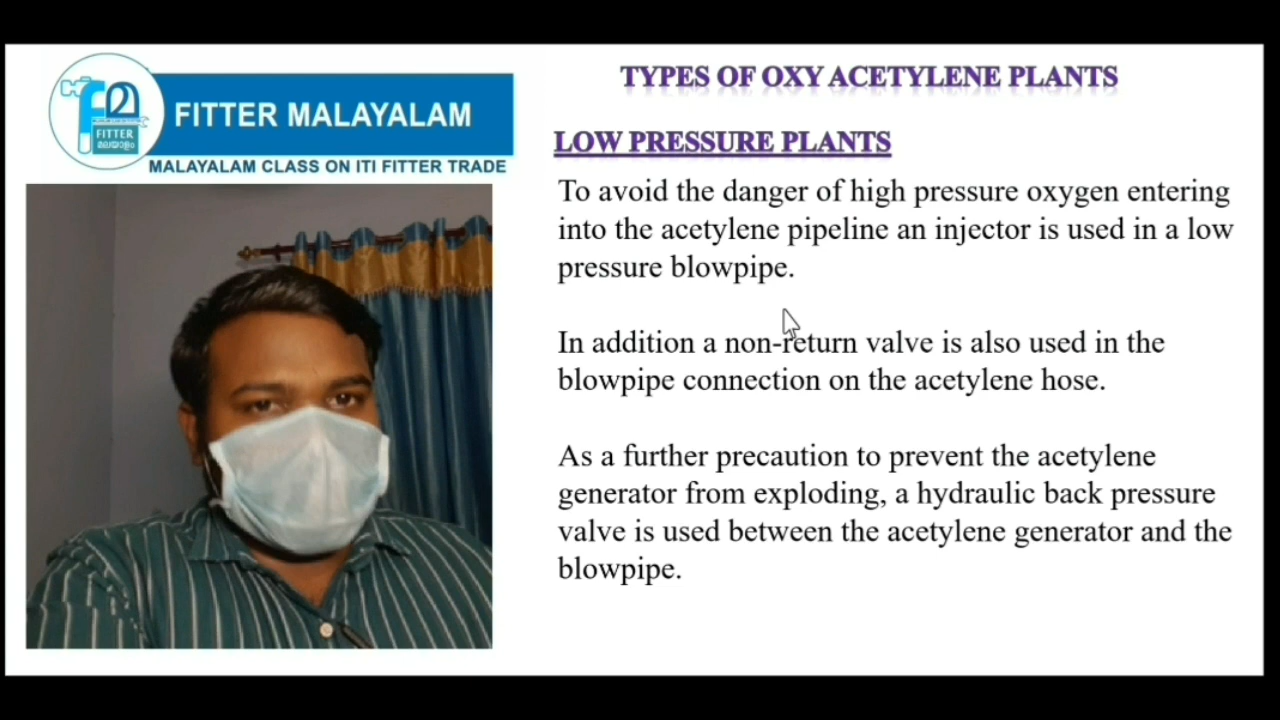 FITTER
മലയാളം
FITTER MALAYALAM
MALAYALAM CLASS ON ITI FITTER TRADE
TYPES OF OXY ACETYLENE PLANTS
LOW PRESSURE PLANTS
To avoid the danger of high pressure oxygen entering
into the acetylene pipeline an injector is used in a low
pressure blowpipe.
In addition a non-return valve is also used in the
blowpipe connection on the acetylene hose.
As a further precaution to prevent the acetylene
generator from exploding, a hydraulic back pressure
valve is used between the acetylene generator and the
blowpipe.